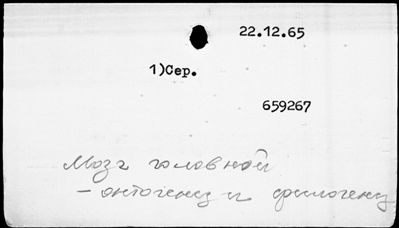 22.12.65
1)Сер.
659267
Мозг головной
– онтогенез и филогенез